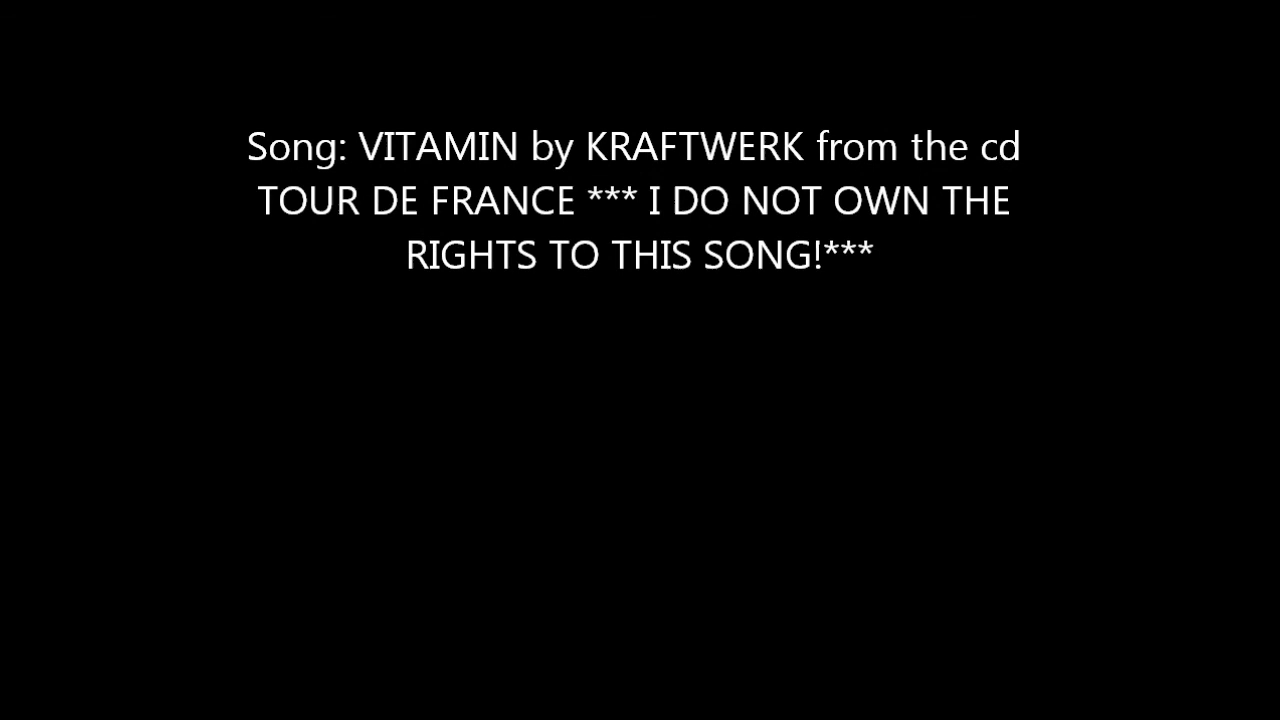 Song: VITAMIN by KRAFTWERK from the cd
TOUR DE FRANCE *** I DO NOT OWN THE
RIGHTS TO THIS SONG!***